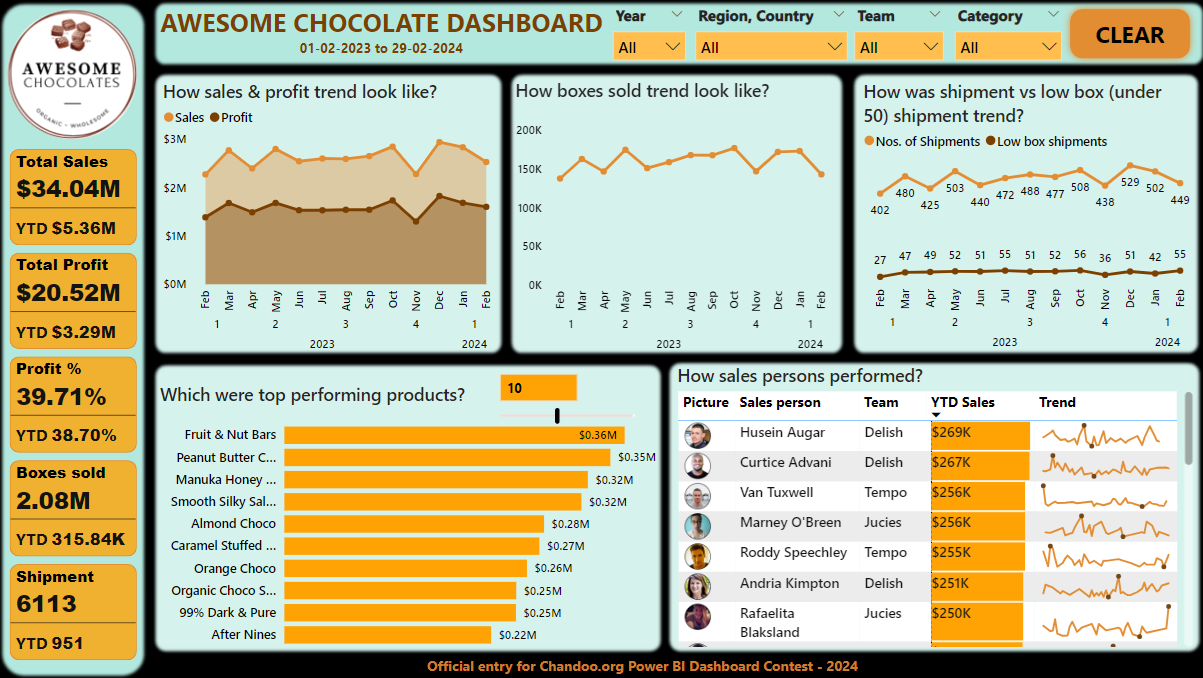 AWESOME
CHOCOLATES
ORGANIC - WHOLESOME
AWESOME CHOCOLATE DASHBOARD
01-02-2023 to 29-02-2024
Year
All
Region, Country
All
Team
All
Category
All
CLEAR
Total Sales
$34.04M
YTD $5.36M
Total Profit
$20.52M
YTD $3.29M
Profit %
39.71%
YTD 38.70%
Boxes sold
2.08M
YTD 315.84K
Shipment
6113
YTD 951
How sales & profit trend look like?
Sales Profit
$3M
$2M
$1M
$0M
Feb Mar Apr May Jun Jul Aug Sep Oct Nov Dec Jan Feb
1 2 3 4 1
2023 2024
How boxes sold trend look like?
200K
150K
100K
50K
0K
Feb Mar Apr May Jun Jul Aug Sep Oct Nov Dec Jan Feb
1 2 3 4 1
2023 2024
How was shipment vs low box (under
50) shipment trend?
Nos. of Shipments Low box shipments
402 480 425 503 440 472 488 477 508 438 529 502 449
27 47 49 52 51 55 51 52 56 36 51 42 55
Feb Mar Apr May Jun Jul Aug Sep Oct Nov Dec Jan Feb
1 2 3 4 1
2023 2024
Which were top performing products?
10
Fruit & Nut Bars $0.36M
Peanut Butter C... $0.35M
Manuka Honey ... $0.32M
Smooth Silky Sal... $0.32M
Almond Choco $0.28M
Caramel Stuffed ... $0.27M
Orange Choco $0.26M
Organic Choco S... $0.25M
99% Dark & Pure $0.25M
After Nines $0.22M
How sales persons performed?
Picture Sales person Team YTD Sales Trend
Husein Augar Delish $269K
Curtice Advani Delish $267K
Van Tuxwell Tempo $256K
Marney O'Breen Jucies $256K
Roddy Speechley Tempo $255K
Andria Kimpton Delish $251K
Rafaelita Jucies $250K
Blaksland
Official entry for Chandoo.org Power BI Dashboard Contest - 2024